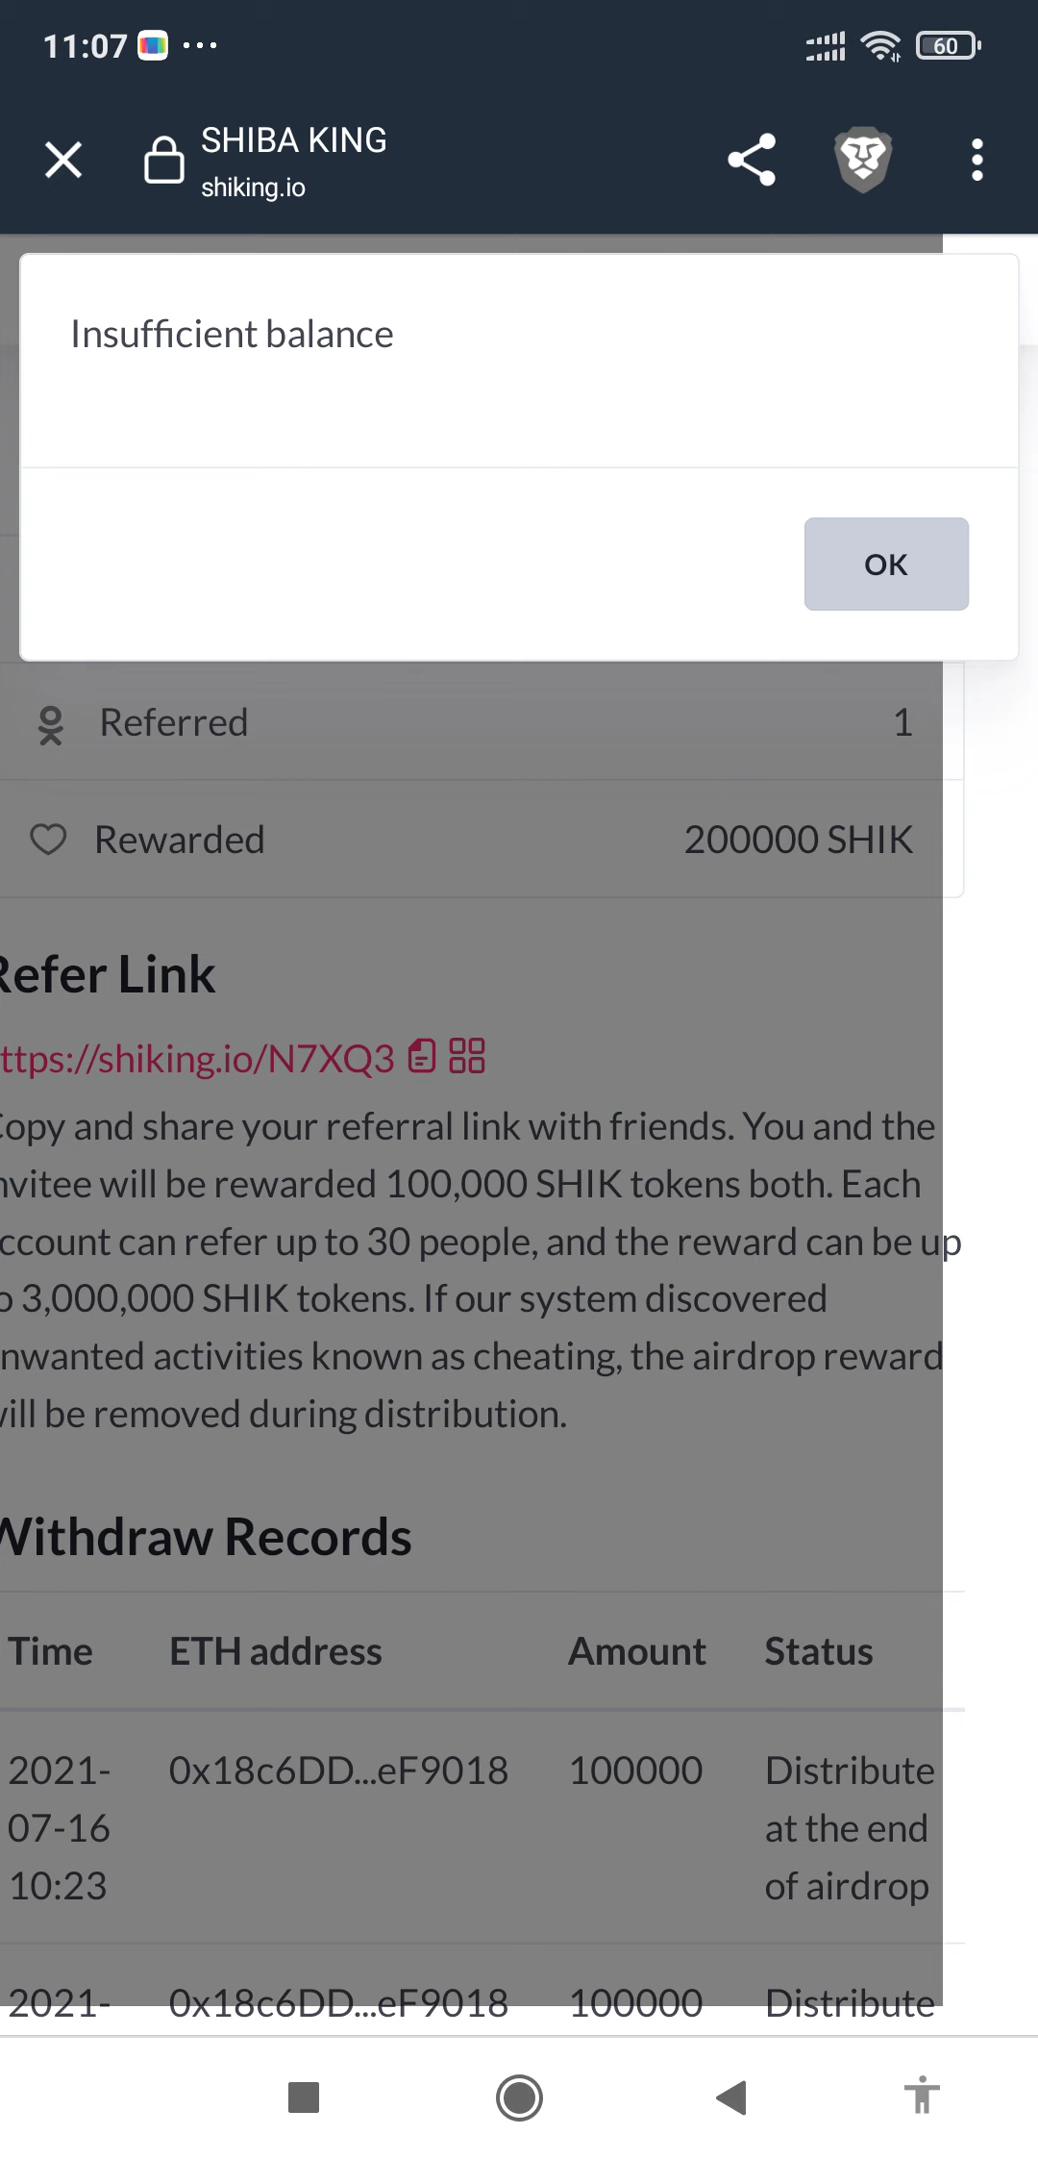 11:07
60
SHIBA KING
shiking.io
Insufficient balance
OK
Referred 1
Rewarded 200000 SHIK
Refer Link
ttps://shiking.io/N7XQ3
Copy and share your referral link with friends. You and the
nvitee will be rewarded 100,000 SHIK tokens both. Each
ccount can refer up to 30 people, and the reward can be up
o 3,000,000 SHIK tokens. If our system discovered
nwanted activities known as cheating, the airdrop reward
will be removed during distribution.
Withdraw Records
Time ETH address Amount Status
2021- 0x18c6DD...eF9018 100000 Distribute
07-16 at the end
10:23 of airdrop
2021- 0x18c6DD...eF9018 100000 Distribute